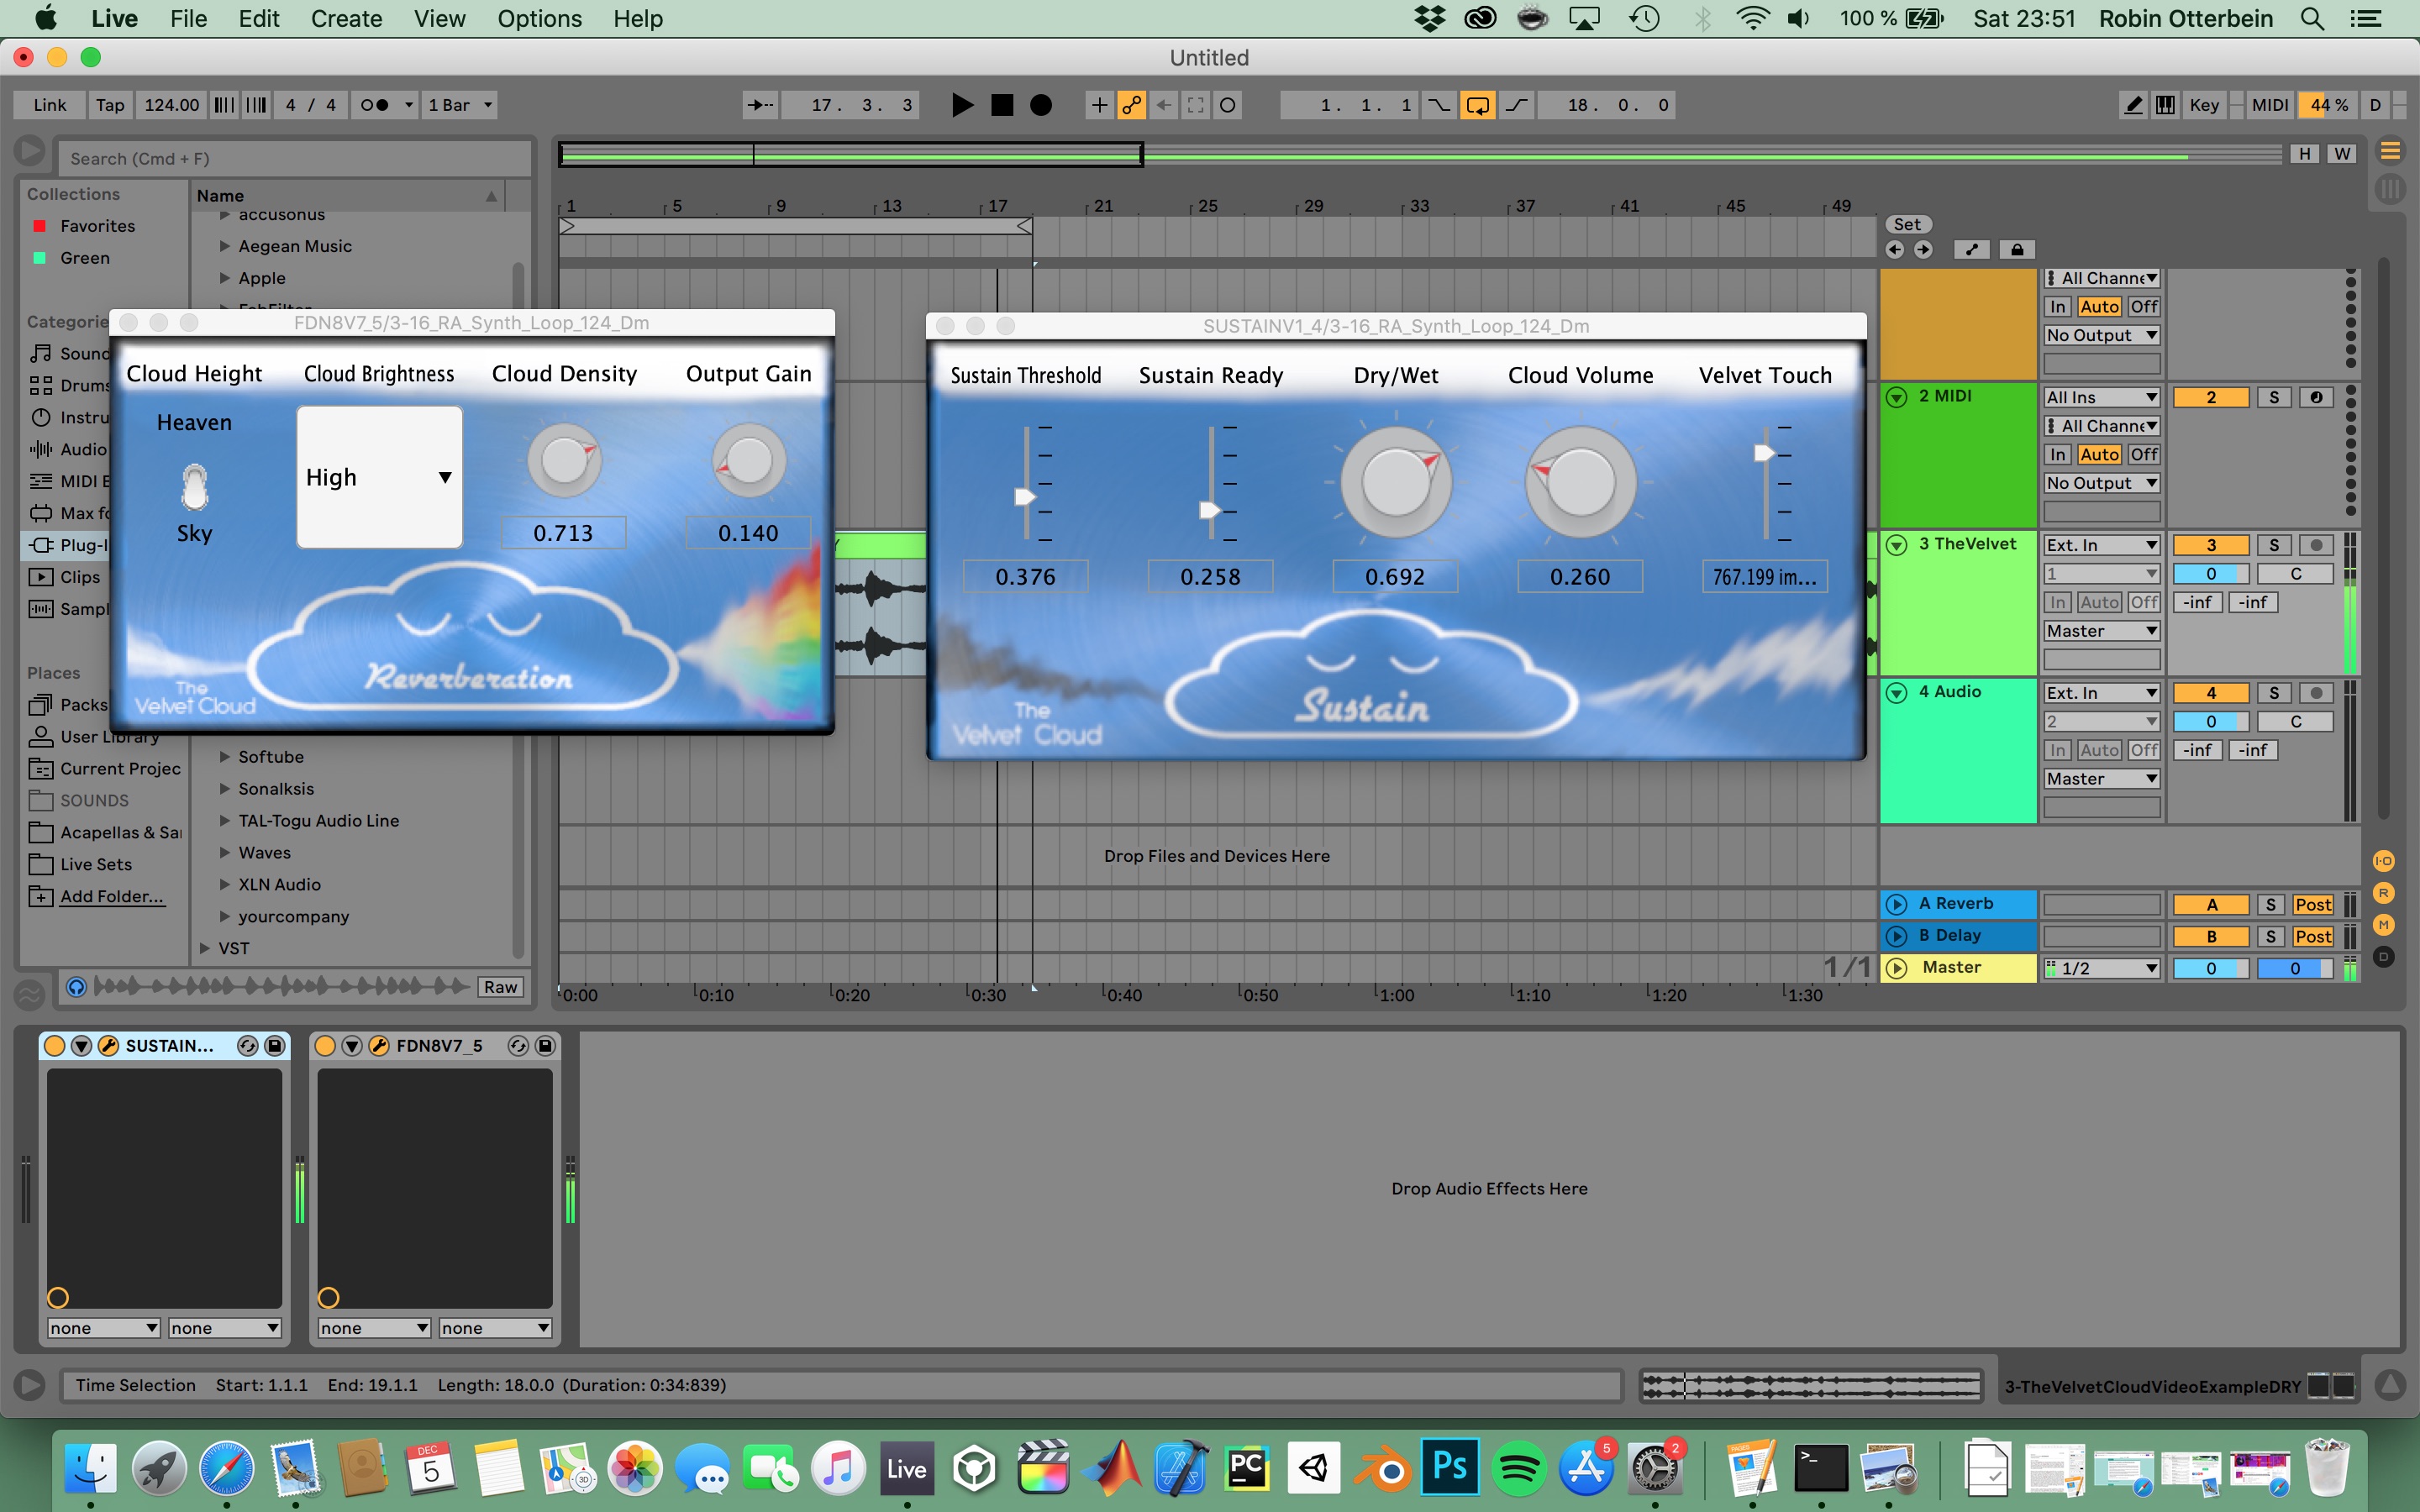 Live File Edit Create View Options Help 100 % Sat 23:51 Robin Otterbein
Untitled
Link Tap 124.00 4 / 4 1 Bar 17. 3. 3 1. 1. 1 18. 0. 0 Key MIDI 44 % D
Search (Cmd + F)
H W
Collections
Favorites
Green
Categorie
Sound
Drums
Instru
Audio
MIDI E
Max fo
Plug-I
Clips
Sampl
Places
Packs
User Library
Current Projec
SOUNDS
Acapellas & Sa
Live Sets
Add Folder...
Name
accusonus
Aegean Music
Apple
FabFilter
Softube
Sonalksis
TAL-Togu Audio Line
Waves
XLN Audio
yourcompany
VST
Raw
1 5 9 13 17 21 25 29 33 37 41 45 49
Set
FDN8V7_5/3-16_RA_Synth_Loop_124_Dm
Cloud Height Cloud Brightness Cloud Density Output Gain
Heaven
High
Sky
0.713 0.140
Reverberation
The
Velvet Cloud
SUSTAINV1_4/3-16_RA_Synth_Loop_124_Dm
Sustain Threshold Sustain Ready Dry/Wet Cloud Volume Velvet Touch
0.376 0.258 0.692 0.260 767.199 im...
Sustain
The
Velvet Cloud
All Channe
In Auto Off
No Output
2 MIDI All Ins 2 S
All Channe
In Auto Off
No Output
3 TheVelvet Ext. In 3 S
1 0 C
In Auto Off -inf -inf
Master
4 Audio Ext. In 4 S
2 0 C
In Auto Off -inf -inf
Master
Drop Files and Devices Here
A Reverb A S Post
B Delay B S Post
1/1 Master 1/2 0 0
I·O
R
M
D
0:00 0:10 0:20 0:30 0:40 0:50 1:00 1:10 1:20 1:30
SUSTAIN... FDN8V7_5
none none none none
Drop Audio Effects Here
Time Selection Start: 1.1.1 End: 19.1.1 Length: 18.0.0 (Duration: 0:34:839)
3-TheVelvetCloudVideoExampleDRY
DEC
5
3D
Live
PC
Ps
5
2
PAGES
>_